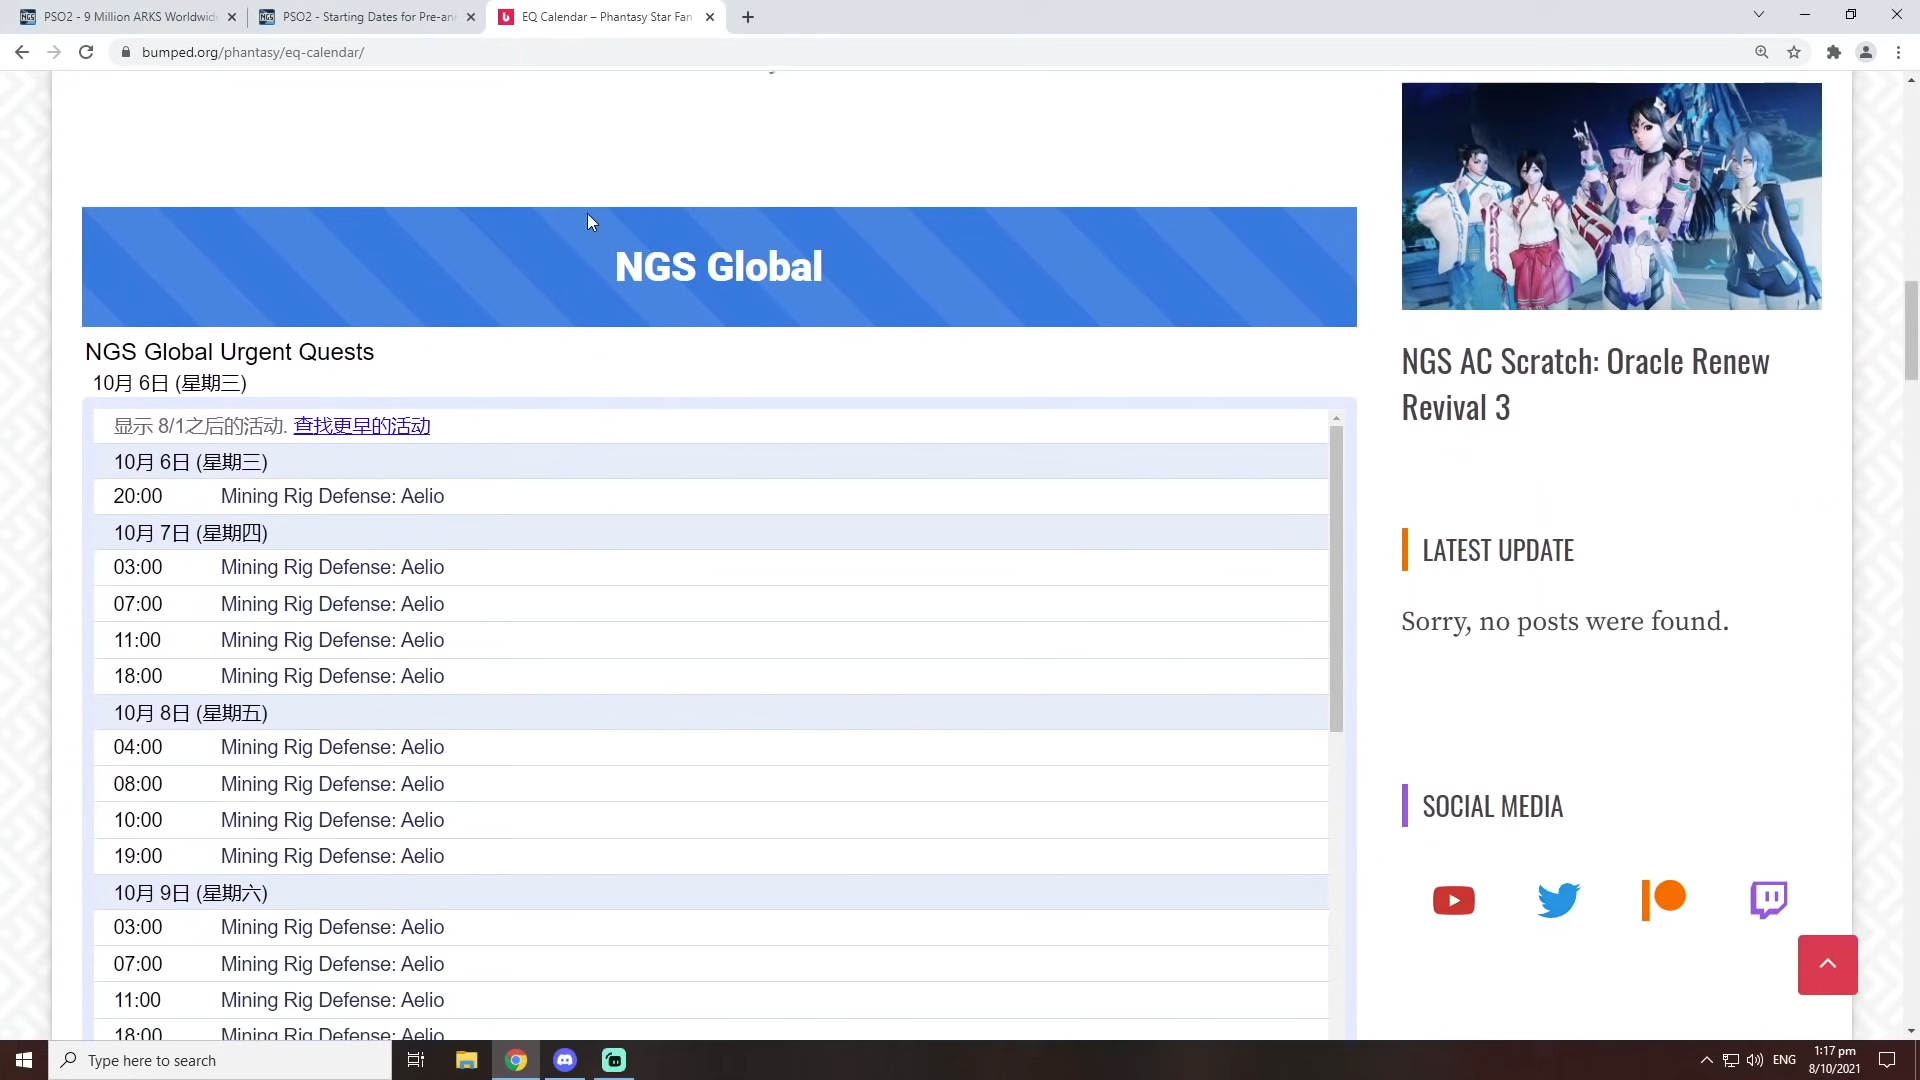 PSO2 - 9 Million ARKS Worldwid
PSO2 - Starting Dates for Pre-ann
EQ Calendar – Phantasy Star Fan
bumped.org/phantasy/eq-calendar/
NGS Global
NGS Global Urgent Quests
10月 6日 (星期三)
显示 8/1之后的活动. 查找更早的活动
10月 6日 (星期三)
20:00 Mining Rig Defense: Aelio
10月 7日 (星期四)
03:00 Mining Rig Defense: Aelio
07:00 Mining Rig Defense: Aelio
11:00 Mining Rig Defense: Aelio
18:00 Mining Rig Defense: Aelio
10月 8日 (星期五)
04:00 Mining Rig Defense: Aelio
08:00 Mining Rig Defense: Aelio
10:00 Mining Rig Defense: Aelio
19:00 Mining Rig Defense: Aelio
10月 9日 (星期六)
03:00 Mining Rig Defense: Aelio
07:00 Mining Rig Defense: Aelio
11:00 Mining Rig Defense: Aelio
18:00 Mining Rig Defense: Aelio
NGS AC Scratch: Oracle Renew
Revival 3
LATEST UPDATE
Sorry, no posts were found.
SOCIAL MEDIA
Type here to search
ENG
1:17 pm
8/10/2021